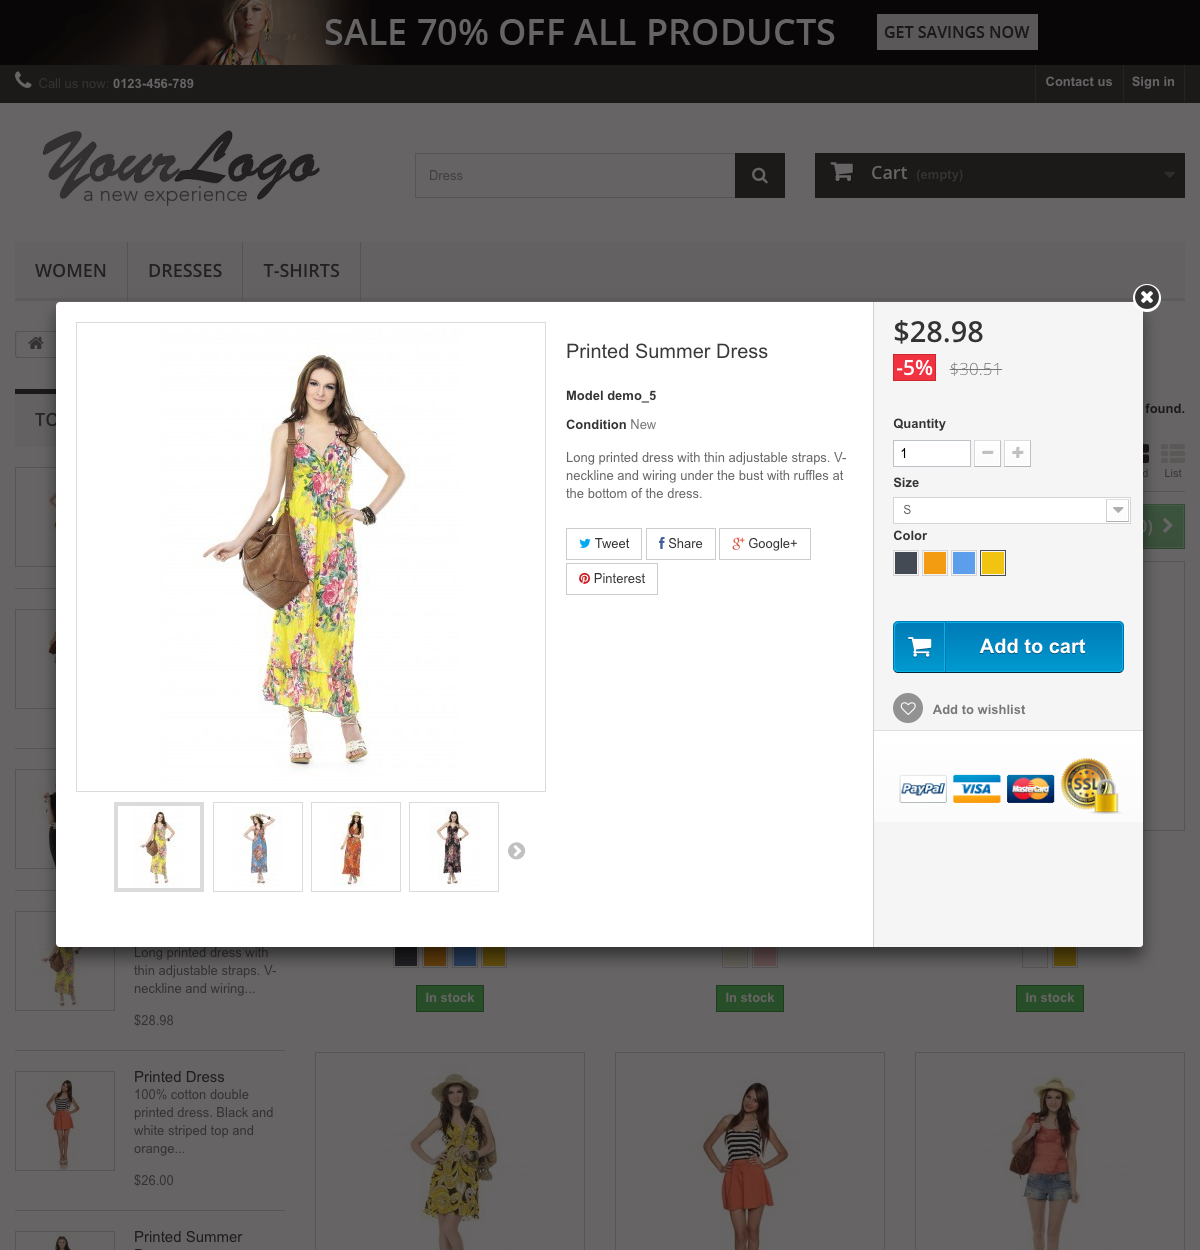 SALE 70% OFF ALL PRODUCTS
GET SAVINGS NOW
Call us now: 0123-456-789
Contact us
Sign in
YourLogo
a new experience
Dress
Cart (empty)
WOMEN
DRESSES
T-SHIRTS
TO
found.
List
Printed Summer Dress
Model demo_5
Condition New
Long printed dress with thin adjustable straps. V-
neckline and wiring under the bust with ruffles at
the bottom of the dress.
Tweet
Share
Google+
Pinterest
$28.98
-5% $30.51
Quantity
1
Size
S
Color
Add to cart
Add to wishlist
PayPal
VISA
MasterCard
SSL
Long printed dress with
thin adjustable straps. V-
neckline and wiring...
$28.98
In stock
In stock
In stock
Printed Dress
100% cotton double
printed dress. Black and
white striped top and
orange...
$26.00
Printed Summer